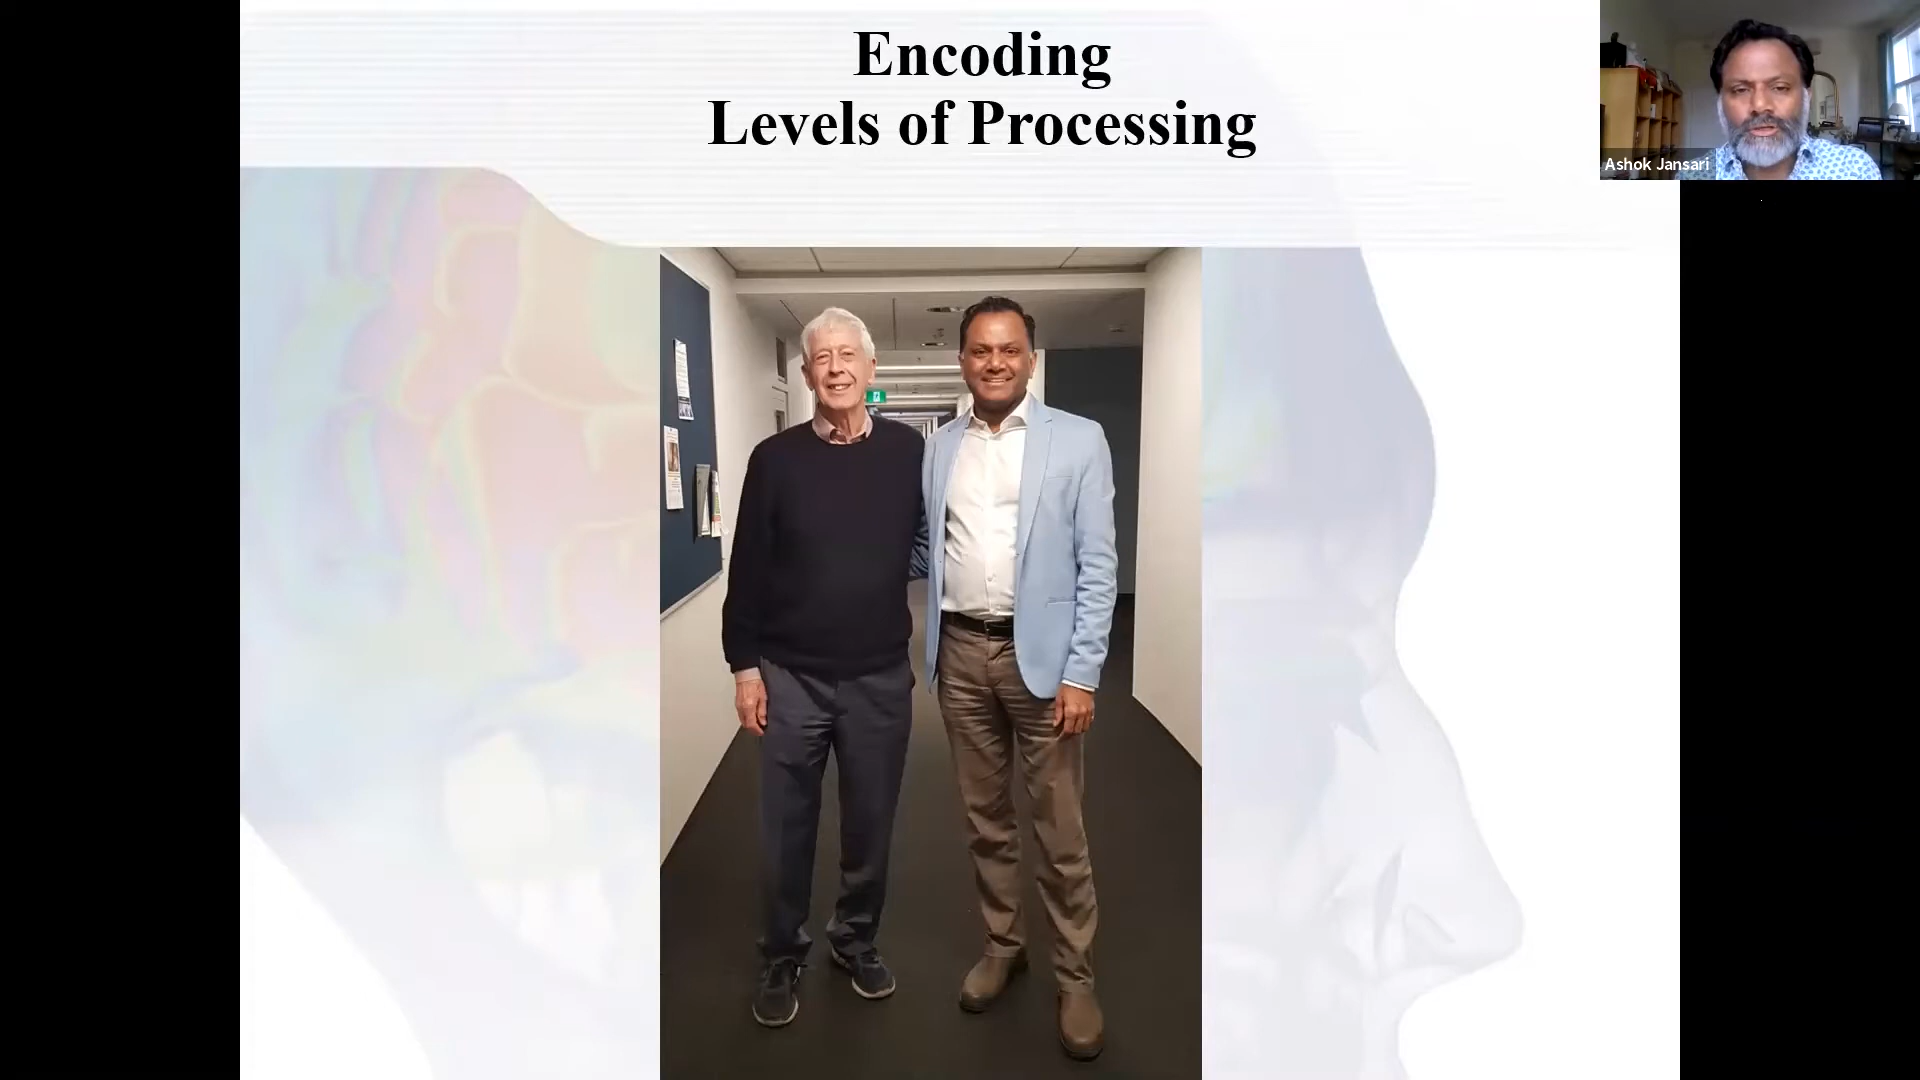 Encoding
Levels of Processing
Ashok Jansari